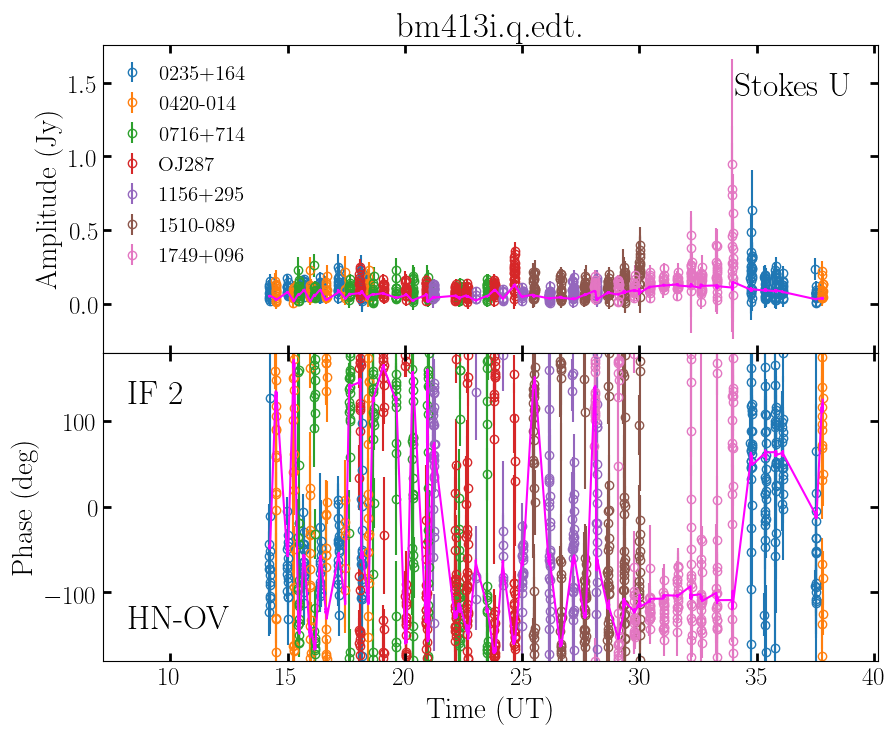 bm413i.q.edt.
Stokes U
0235+164
0420-014
0716+714
OJ287
1156+295
1510-089
1749+096
Amplitude (Jy)
1.5
1.0
0.5
0.0
IF 2
HN-OV
Phase (deg)
100
0
−100
10
15
20
25
30
35
40
Time (UT)